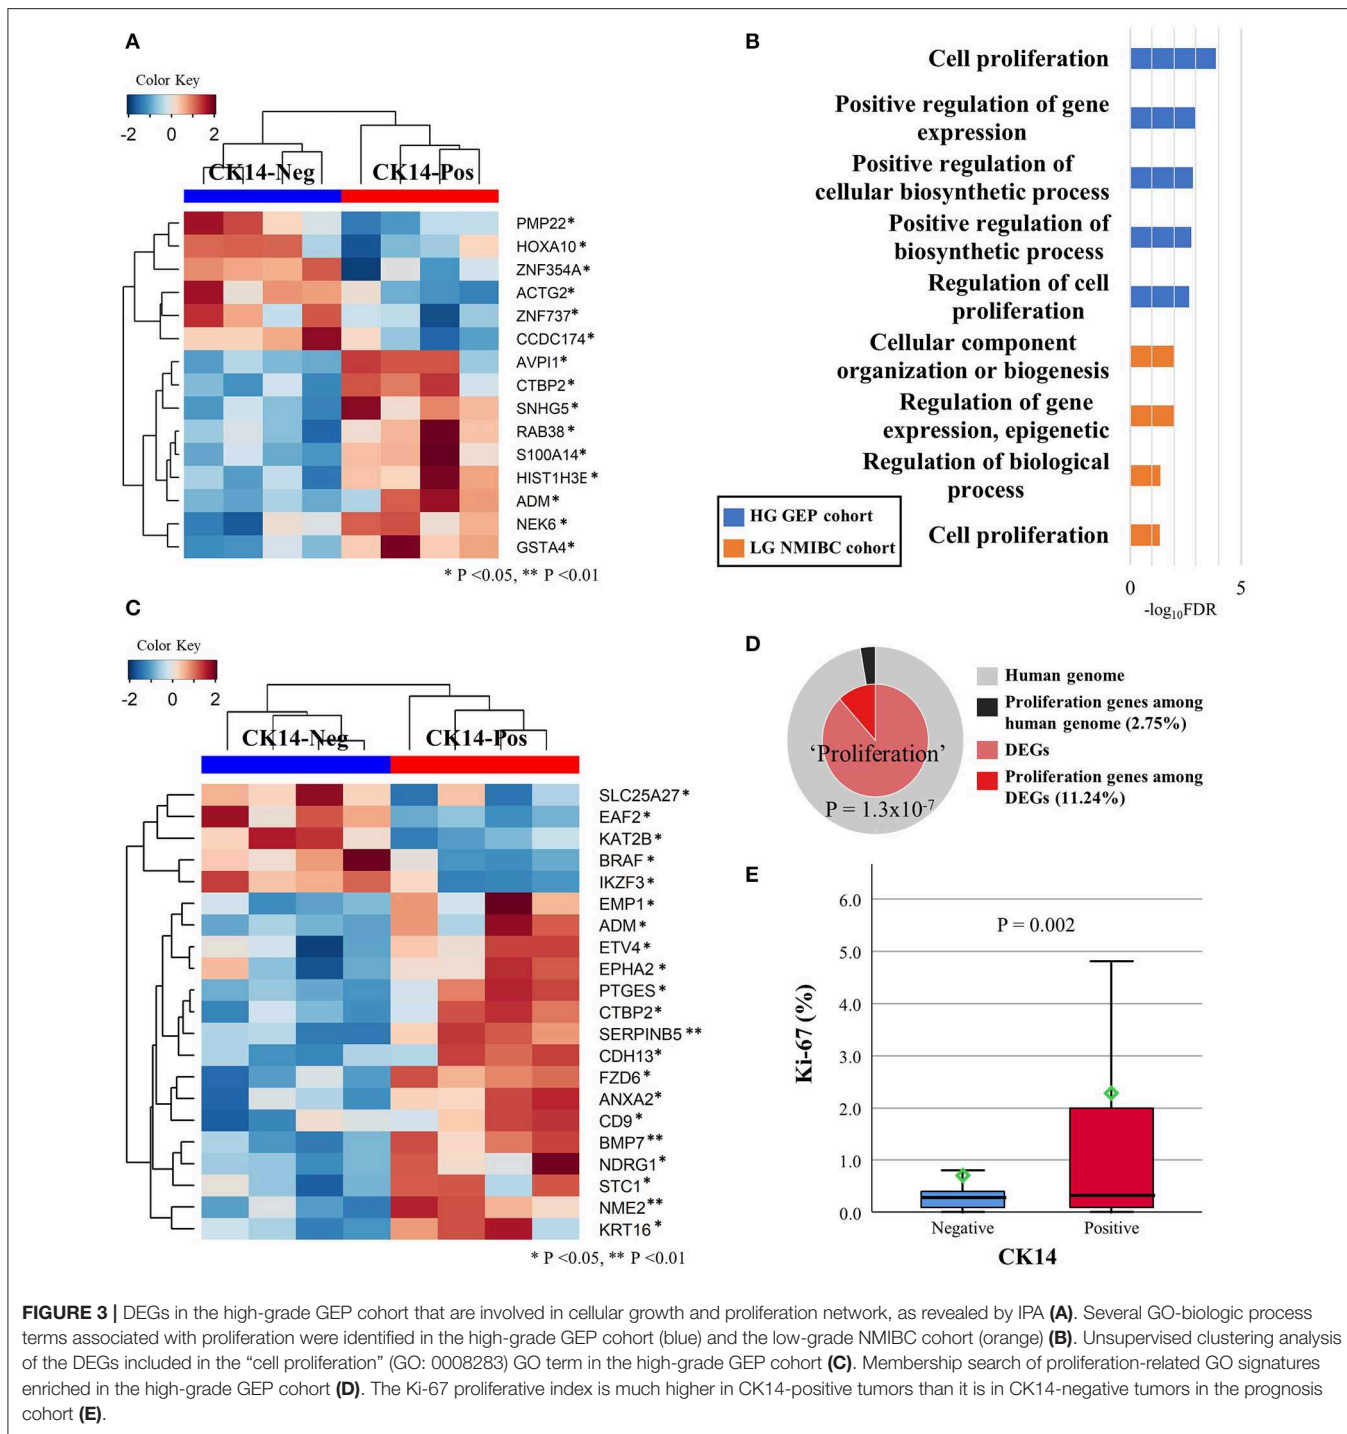 A
Color Key
-2 0 2
CK14-Neg CK14-Pos
PMP22*
HOXA10*
ZNF354A*
ACTG2*
ZNF737*
CCDC174*
AVPI1*
CTBP2*
SNHG5*
RAB38*
S100A14*
HIST1H3E*
ADM*
NEK6*
GSTA4*
* P <0.05, ** P <0.01
B
Cell proliferation
Positive regulation of gene
expression
Positive regulation of
cellular biosynthetic process
Positive regulation of
biosynthetic process
Regulation of cell
proliferation
Cellular component
organization or biogenesis
Regulation of gene
expression, epigenetic
Regulation of biological
process
Cell proliferation
HG GEP cohort
LG NMIBC cohort
0 5
-log10FDR
C
Color Key
-2 0 2
CK14-Neg CK14-Pos
SLC25A27*
EAF2*
KAT2B*
BRAF*
IKZF3*
EMP1*
ADM*
ETV4*
EPHA2*
PTGES*
CTBP2*
SERPINB5**
CDH13*
FZD6*
ANXA2*
CD9*
BMP7**
NDRG1*
STC1*
NME2**
KRT16*
* P <0.05, ** P <0.01
D
‘Proliferation’
P = 1.3x10-7
Human genome
Proliferation genes among
human genome (2.75%)
DEGs
Proliferation genes among
DEGs (11.24%)
E
P = 0.002
6.0
5.0
4.0
3.0
2.0
1.0
0.0
Ki-67 (%)
Negative Positive
CK14
FIGURE 3 | DEGs in the high-grade GEP cohort that are involved in cellular growth and proliferation network, as revealed by IPA (A). Several GO-biologic process
terms associated with proliferation were identified in the high-grade GEP cohort (blue) and the low-grade NMIBC cohort (orange) (B). Unsupervised clustering analysis
of the DEGs included in the “cell proliferation” (GO: 0008283) GO term in the high-grade GEP cohort (C). Membership search of proliferation-related GO signatures
enriched in the high-grade GEP cohort (D). The Ki-67 proliferative index is much higher in CK14-positive tumors than it is in CK14-negative tumors in the prognosis
cohort (E).